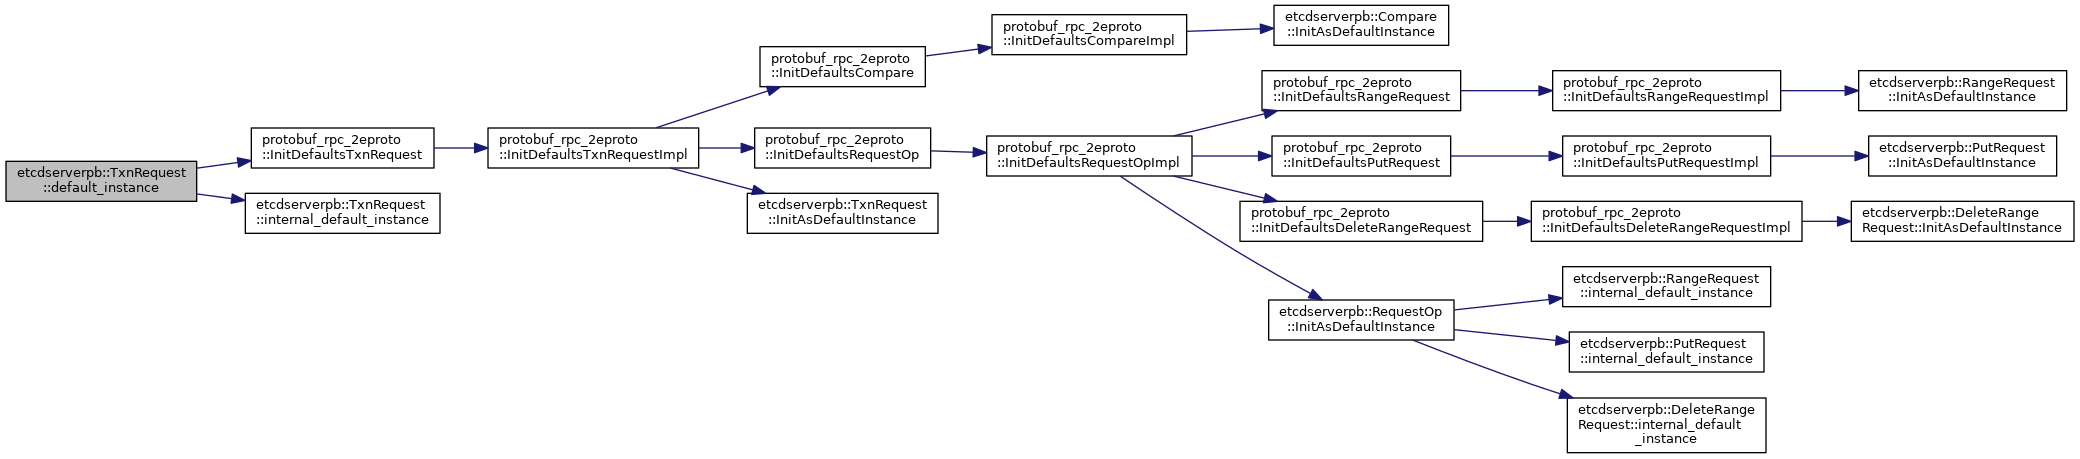 etcdserverpb::TxnRequest
::default_instance
protobuf_rpc_2eproto
::InitDefaultsTxnRequest
etcdserverpb::TxnRequest
::internal_default_instance
protobuf_rpc_2eproto
::InitDefaultsTxnRequestImpl
protobuf_rpc_2eproto
::InitDefaultsCompare
protobuf_rpc_2eproto
::InitDefaultsRequestOp
etcdserverpb::TxnRequest
::InitAsDefaultInstance
protobuf_rpc_2eproto
::InitDefaultsCompareImpl
etcdserverpb::Compare
::InitAsDefaultInstance
protobuf_rpc_2eproto
::InitDefaultsRequestOpImpl
protobuf_rpc_2eproto
::InitDefaultsRangeRequest
protobuf_rpc_2eproto
::InitDefaultsRangeRequestImpl
etcdserverpb::RangeRequest
::InitAsDefaultInstance
protobuf_rpc_2eproto
::InitDefaultsPutRequest
protobuf_rpc_2eproto
::InitDefaultsPutRequestImpl
etcdserverpb::PutRequest
::InitAsDefaultInstance
protobuf_rpc_2eproto
::InitDefaultsDeleteRangeRequest
protobuf_rpc_2eproto
::InitDefaultsDeleteRangeRequestImpl
etcdserverpb::DeleteRange
Request::InitAsDefaultInstance
etcdserverpb::RequestOp
::InitAsDefaultInstance
etcdserverpb::RangeRequest
::internal_default_instance
etcdserverpb::PutRequest
::internal_default_instance
etcdserverpb::DeleteRange
Request::internal_default
_instance